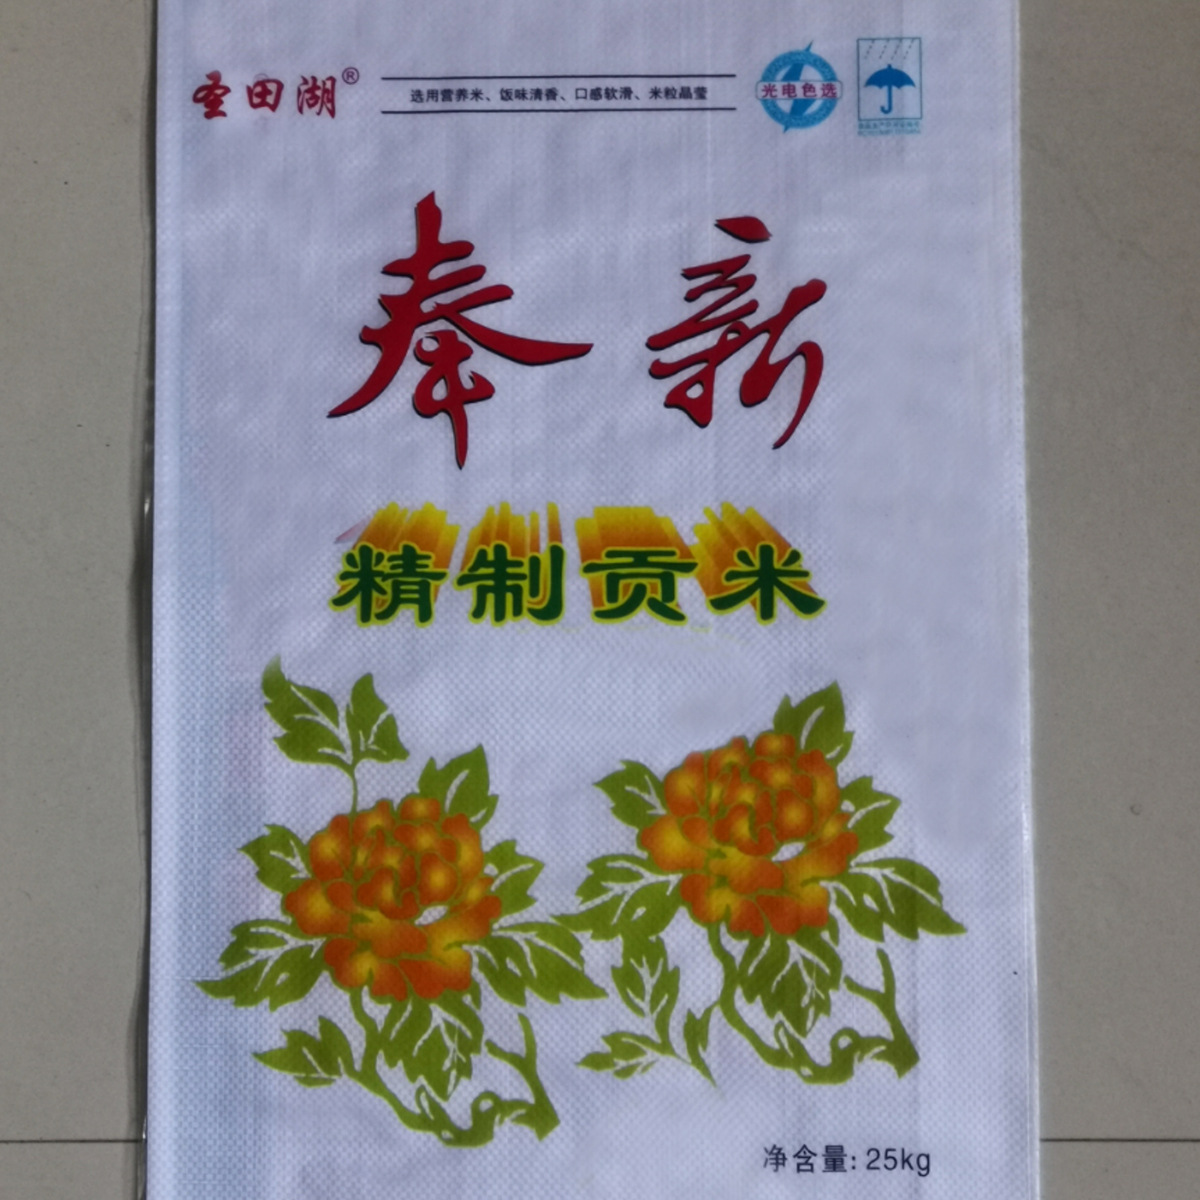 圣田湖®
选用营养米、饭味清香、口感软滑、米粒晶莹
光电色选
奉新
精制贡米
净含量: 25kg